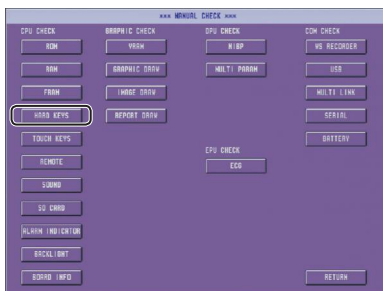 *** MANUAL CHECK ***
CPU CHECK
ROM
RAM
FRAM
HARD KEYS
TOUCH KEYS
REMOTE
SOUND
SD CARD
ALARM INDICATOR
BACKLIGHT
BOARD INFO
GRAPHIC CHECK
VRAM
GRAPHIC DRAW
IMAGE DRAW
REPORT DRAW
DPU CHECK
NIBP
MULTI PARAM
EPU CHECK
ECG
COM CHECK
WS RECORDER
USB
MULTI LINK
SERIAL
BATTERY
RETURN